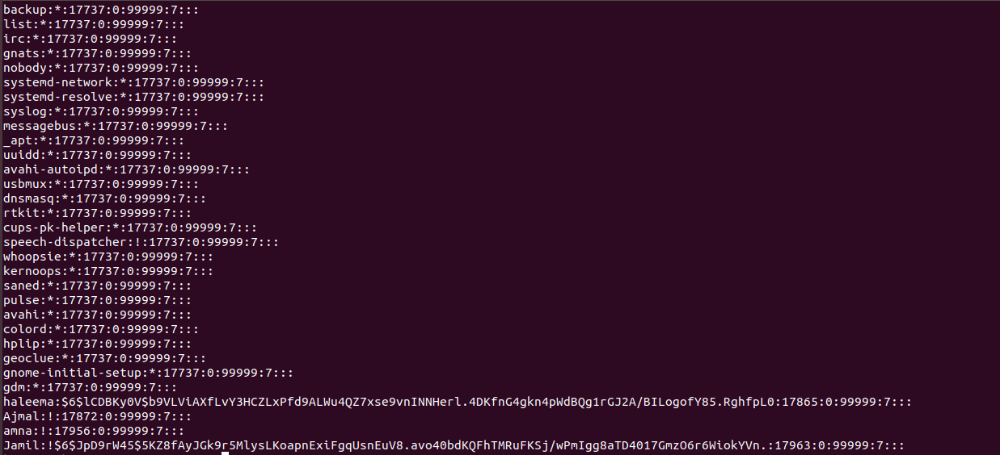 backup:*:17737:0:99999:7:::
list:*:17737:0:99999:7:::
irc:*:17737:0:99999:7:::
gnats:*:17737:0:99999:7:::
nobody:*:17737:0:99999:7:::
systemd-network:*:17737:0:99999:7:::
systemd-resolve:*:17737:0:99999:7:::
syslog:*:17737:0:99999:7:::
messagebus:*:17737:0:99999:7:::
_apt:*:17737:0:99999:7:::
uuidd:*:17737:0:99999:7:::
avahi-autoipd:*:17737:0:99999:7:::
usbmux:*:17737:0:99999:7:::
dnsmasq:*:17737:0:99999:7:::
rtkit:*:17737:0:99999:7:::
cups-pk-helper:*:17737:0:99999:7:::
speech-dispatcher:!:17737:0:99999:7:::
whoopsie:*:17737:0:99999:7:::
kernoops:*:17737:0:99999:7:::
saned:*:17737:0:99999:7:::
pulse:*:17737:0:99999:7:::
avahi:*:17737:0:99999:7:::
colord:*:17737:0:99999:7:::
hplip:*:17737:0:99999:7:::
geoclue:*:17737:0:99999:7:::
gnome-initial-setup:*:17737:0:99999:7:::
gdm:*:17737:0:99999:7:::
haleema:$6$lCDBKy0V$b9VLViAXfLvY3HCZLxPfd9ALWu4QZ7xse9vnINNHerl.4DKfnG4gkn4pWdBQg1rGJ2A/BILogofY85.RghfpL0:17865:0:99999:7:::
Ajmal:!:17872:0:99999:7:::
amna:!:17956:0:99999:7:::
Jamil:!$6$JpD9rW45$5KZ8fAyJGk9r5MlysLKoapnExiFgqUsnEuV8.avo40bdKQFhTMRuFKSj/wPmIgg8aTD4017GmzO6r6WiokYVn.:17963:0:99999:7:::